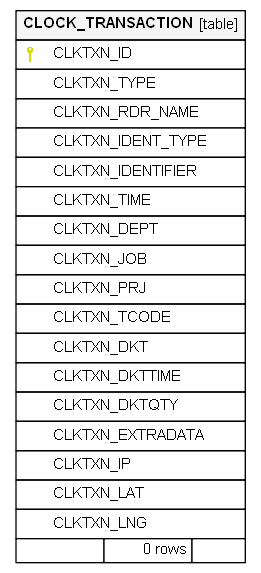 CLOCK_TRANSACTION [table]
CLKTXN_ID
CLKTXN_TYPE
CLKTXN_RDR_NAME
CLKTXN_IDENT_TYPE
CLKTXN_IDENTIFIER
CLKTXN_TIME
CLKTXN_DEPT
CLKTXN_JOB
CLKTXN_PRJ
CLKTXN_TCODE
CLKTXN_DKT
CLKTXN_DKTTIME
CLKTXN_DKTQTY
CLKTXN_EXTRADATA
CLKTXN_IP
CLKTXN_LAT
CLKTXN_LNG
0 rows